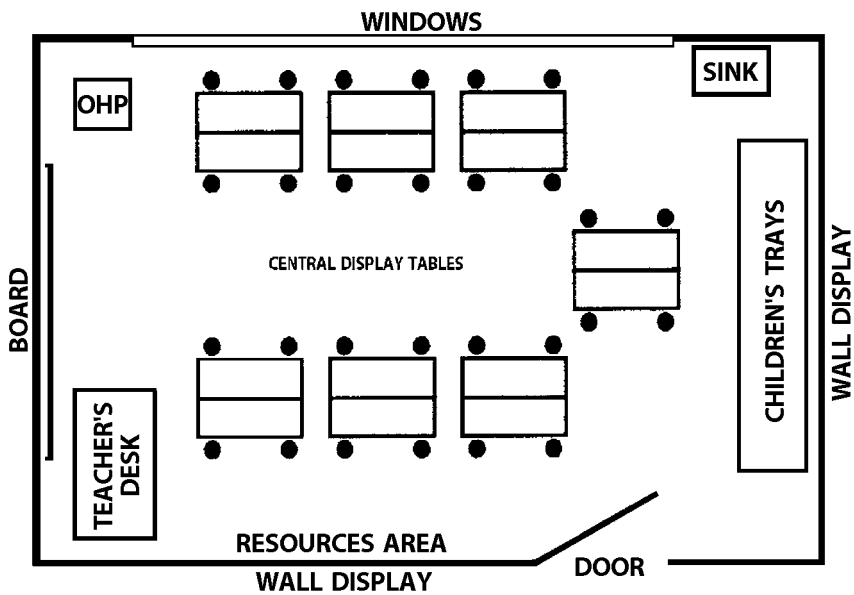 WINDOWS
SINK
OHP
CENTRAL DISPLAY TABLES
CHILDREN'S TRAYS
WALL DISPLAY
BOARD
TEACHER'S
DESK
RESOURCES AREA
DOOR
WALL DISPLAY